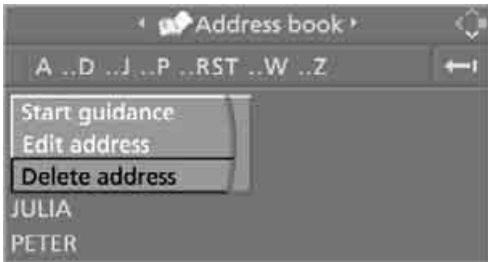 Address book
A ..D ..J ..P ..RST ..W ..Z
Start guidance
Edit address
Delete address
JULIA
PETER